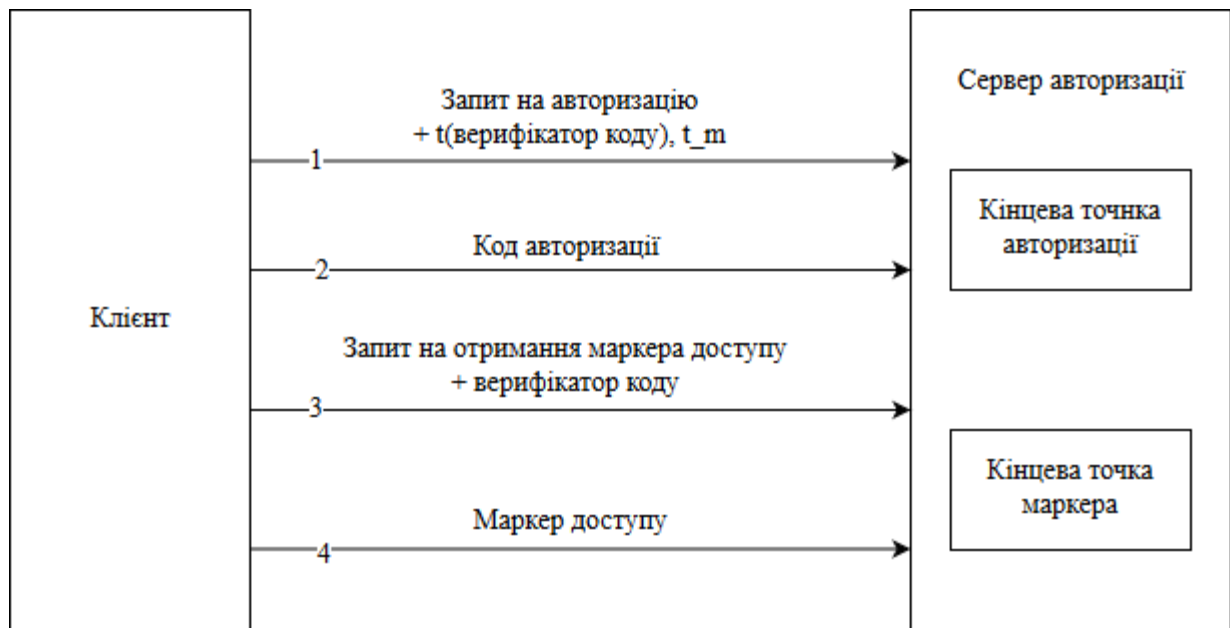 Запит на авторизацію
+ t(верифікатор коду), t_m
1
Сервер авторизації
Кінцева точнка
авторизації
Код авторизації
2
Клієнт
Запит на отримання маркера доступу
+ верифікатор коду
3
Кінцева точка
маркера
Маркер доступу
4